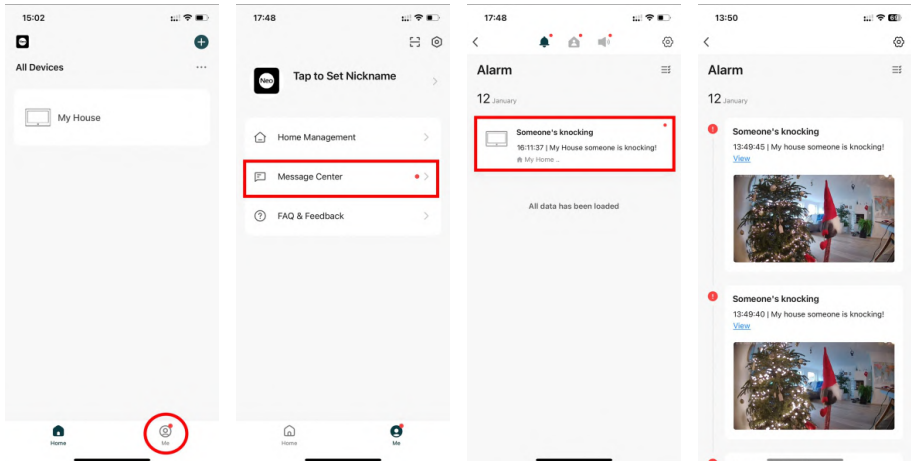 15:02
All Devices
My House
Home
Me
17:48
Neo
Tap to Set Nickname
Home Management
Message Center
FAQ & Feedback
Home
Me
17:48
Alarm
12 January
Someone's knocking
16:11:37 | My House someone is knocking!
My Home ..
All data has been loaded
13:50
Alarm
12 January
Someone's knocking
13:49:45 | My house someone is knocking!
View
Someone's knocking
13:49:40 | My house someone is knocking!
View